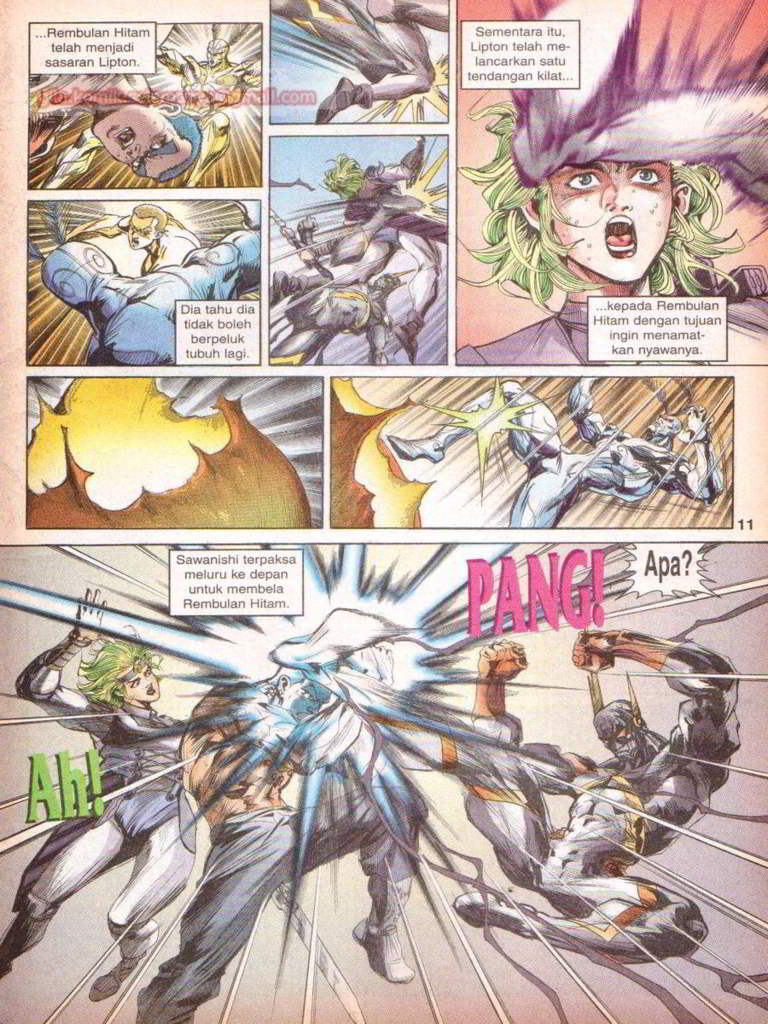 ...Rembulan Hitam
telah menjadi
sasaran Lipton.
Dia tahu dia
tidak boleh
berpeluk
tubuh lagi.
Sementara itu,
Lipton telah me-
lancarkan satu
tendangan kilat...
...kepada Rembulan
Hitam dengan tujuan
ingin menamat-
kan nyawanya.
11
Sawanishi terpaksa
meluru ke depan
untuk membela
Rembulan Hitam.
PANG!
Apa?
Ah!